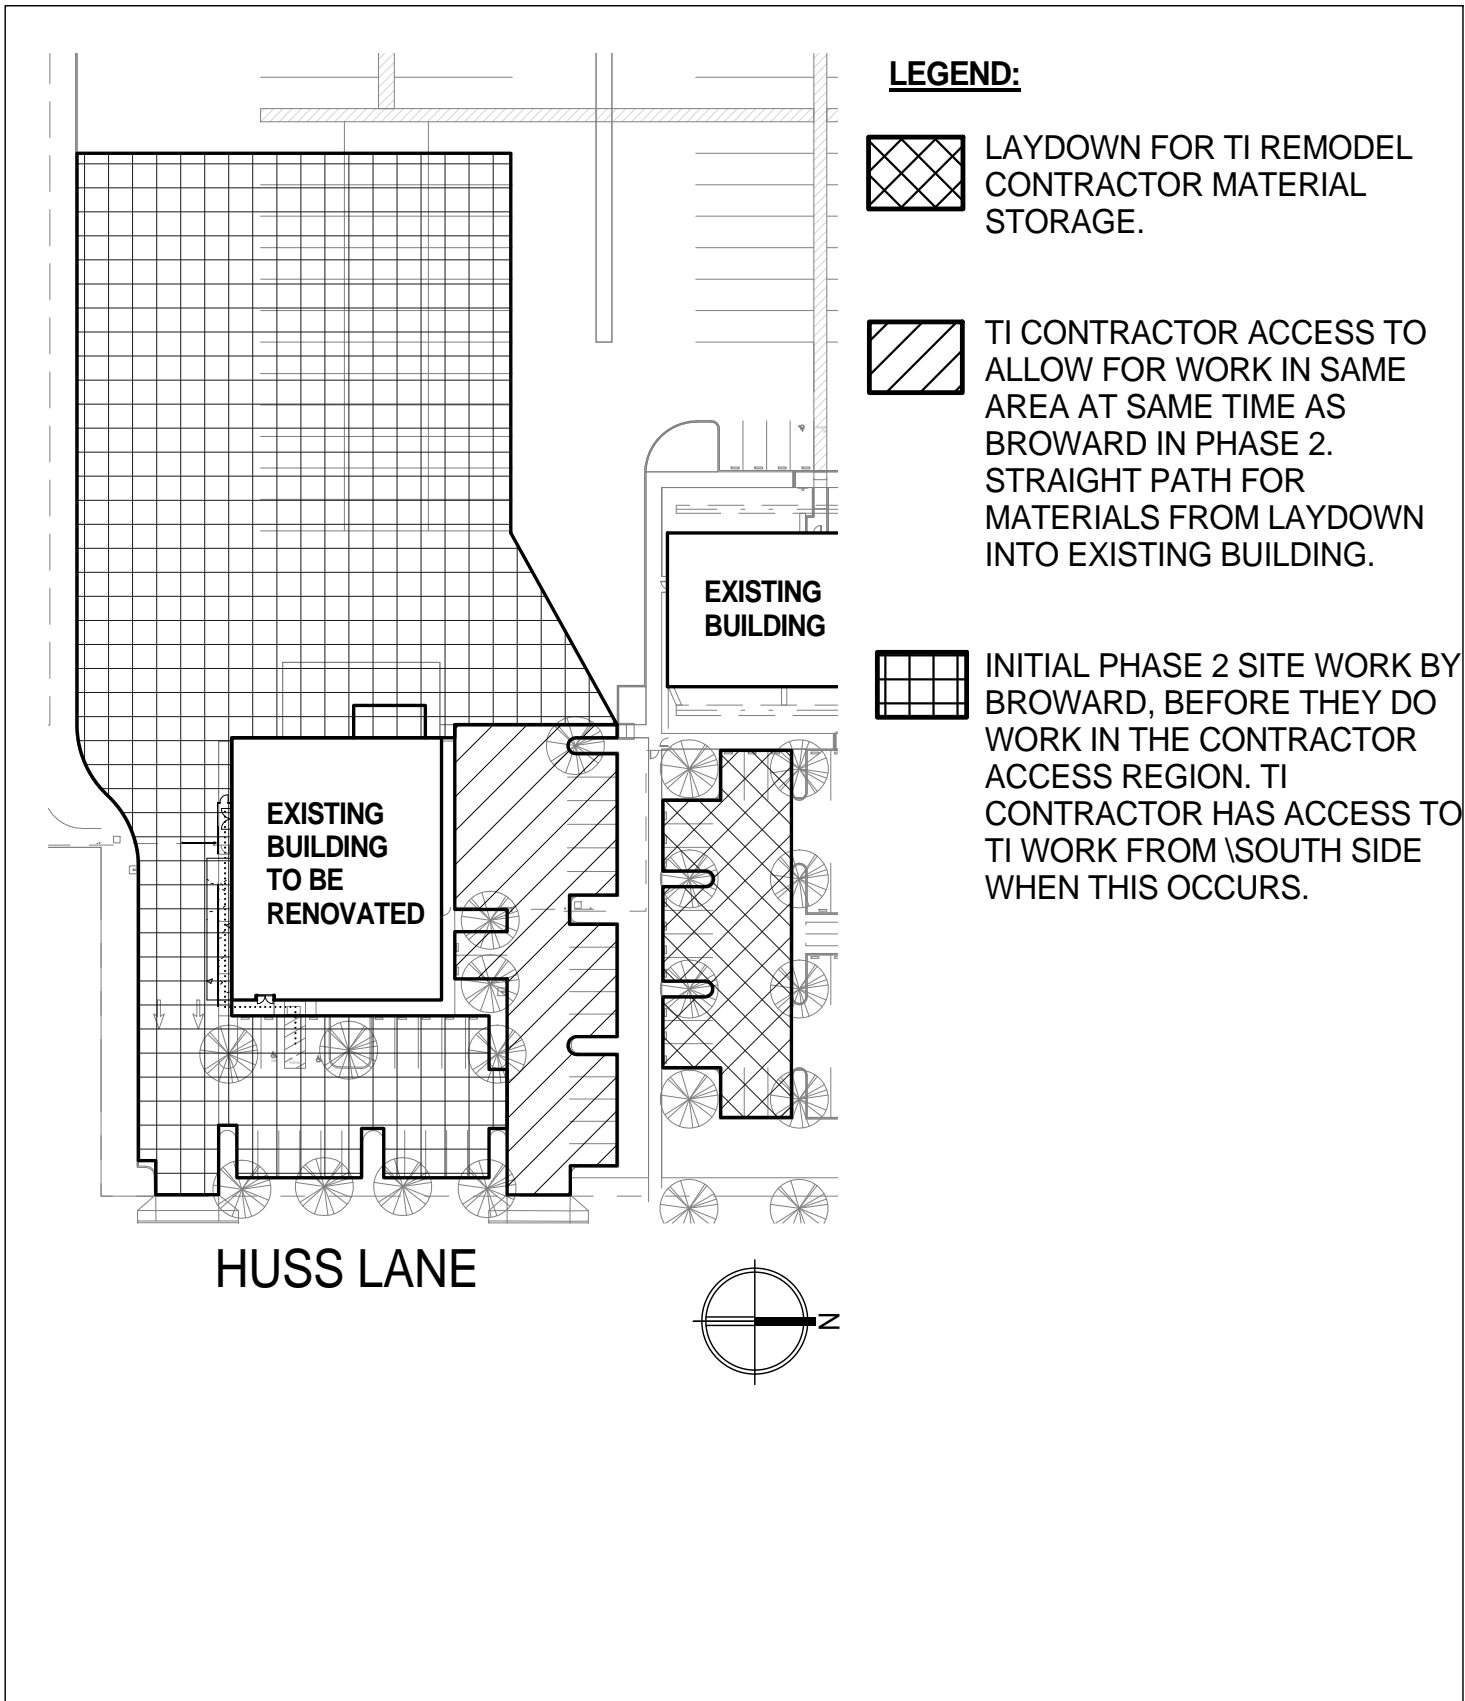 LEGEND:
LAYDOWN FOR TI REMODEL
CONTRACTOR MATERIAL
STORAGE.
TI CONTRACTOR ACCESS TO
ALLOW FOR WORK IN SAME
AREA AT SAME TIME AS
BROWARD IN PHASE 2.
STRAIGHT PATH FOR
MATERIALS FROM LAYDOWN
INTO EXISTING BUILDING.
INITIAL PHASE 2 SITE WORK BY
BROWARD, BEFORE THEY DO
WORK IN THE CONTRACTOR
ACCESS REGION. TI
CONTRACTOR HAS ACCESS TO
TI WORK FROM \SOUTH SIDE
WHEN THIS OCCURS.
EXISTING
BUILDING
EXISTING
BUILDING
TO BE
RENOVATED
HUSS LANE
N